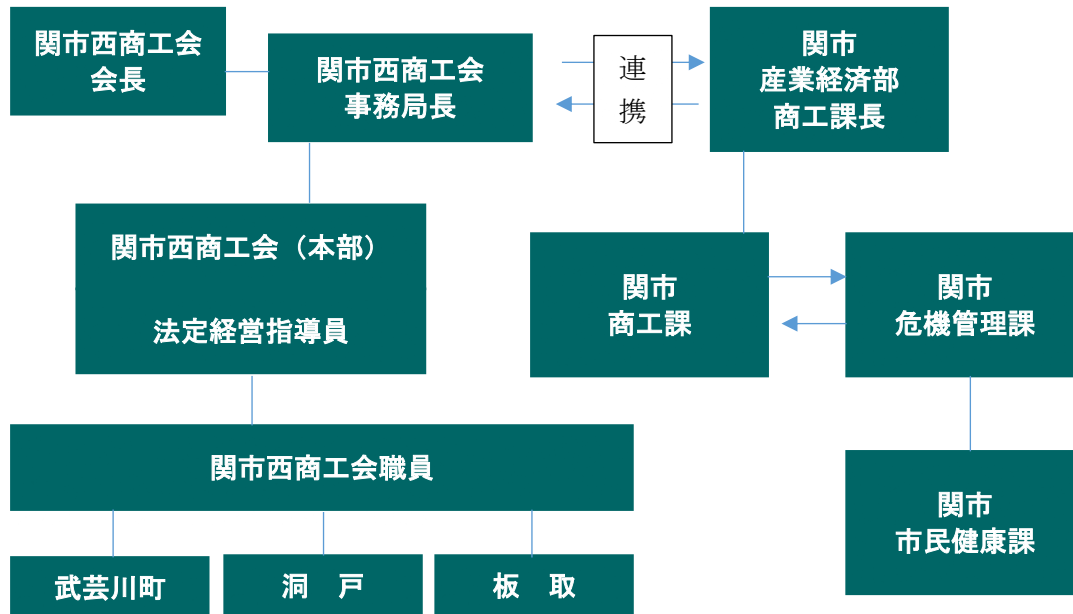 関市西商工会
会長
関市西商工会
事務局長
連
携
関市
産業経済部
商工課長
関市西商工会（本部）
法定経営指導員
関市
商工課
関市
危機管理課
関市西商工会職員
関市
市民健康課
武芸川町
洞　戸
板　取